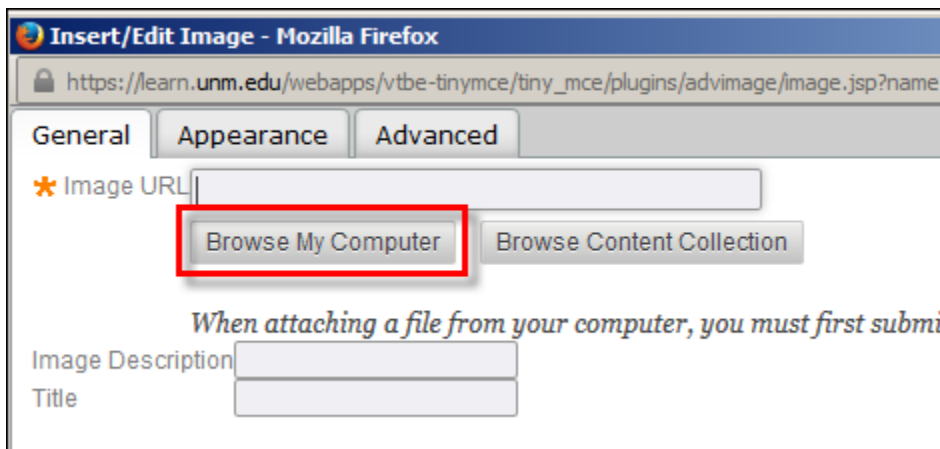 Insert/Edit Image - Mozilla Firefox
https://learn.unm.edu/webapps/vtbe-tinymce/tiny_mce/plugins/advimage/image.jsp?name
General Appearance Advanced
* Image URL
Browse My Computer Browse Content Collection
When attaching a file from your computer, you must first submi
Image Description
Title